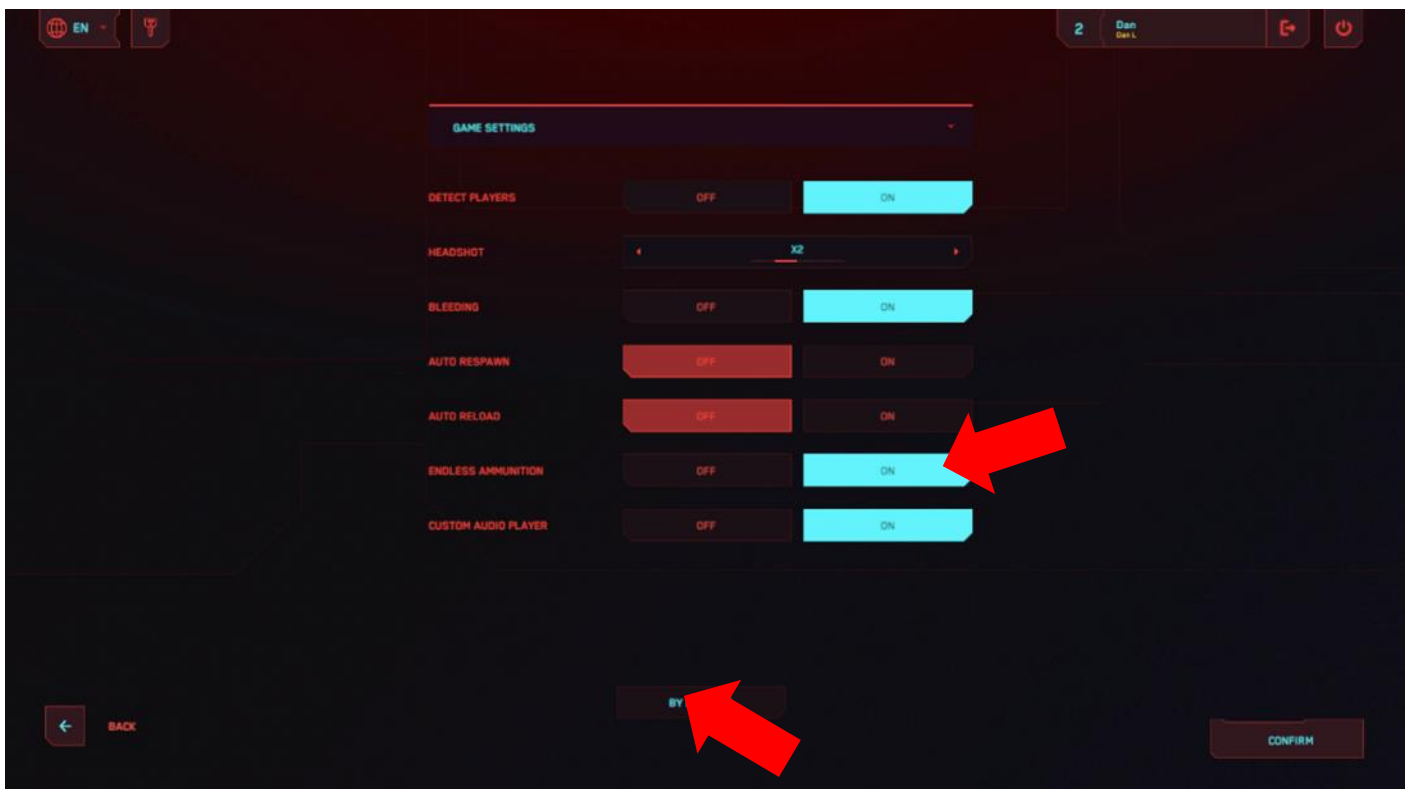 EN
2
Dan
Dan L
GAME SETTINGS
DETECT PLAYERS OFF ON
HEADSHOT X2
BLEEDING OFF ON
AUTO RESPAWN OFF ON
AUTO RELOAD OFF ON
ENDLESS AMMUNITION OFF ON
CUSTOM AUDIO PLAYER OFF ON
BY
BACK
CONFIRM